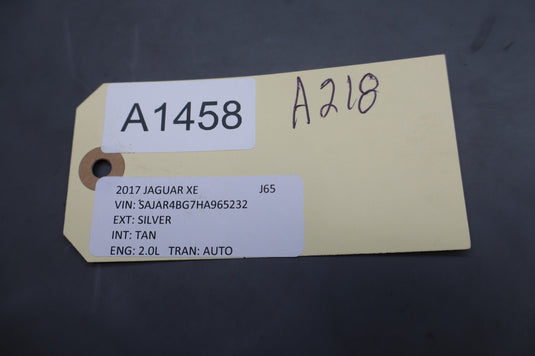 A1458
A218
2017 JAGUAR XE J65
VIN: SAJAR4BG7HA965232
EXT: SILVER
INT: TAN
ENG: 2.0L TRAN: AUTO